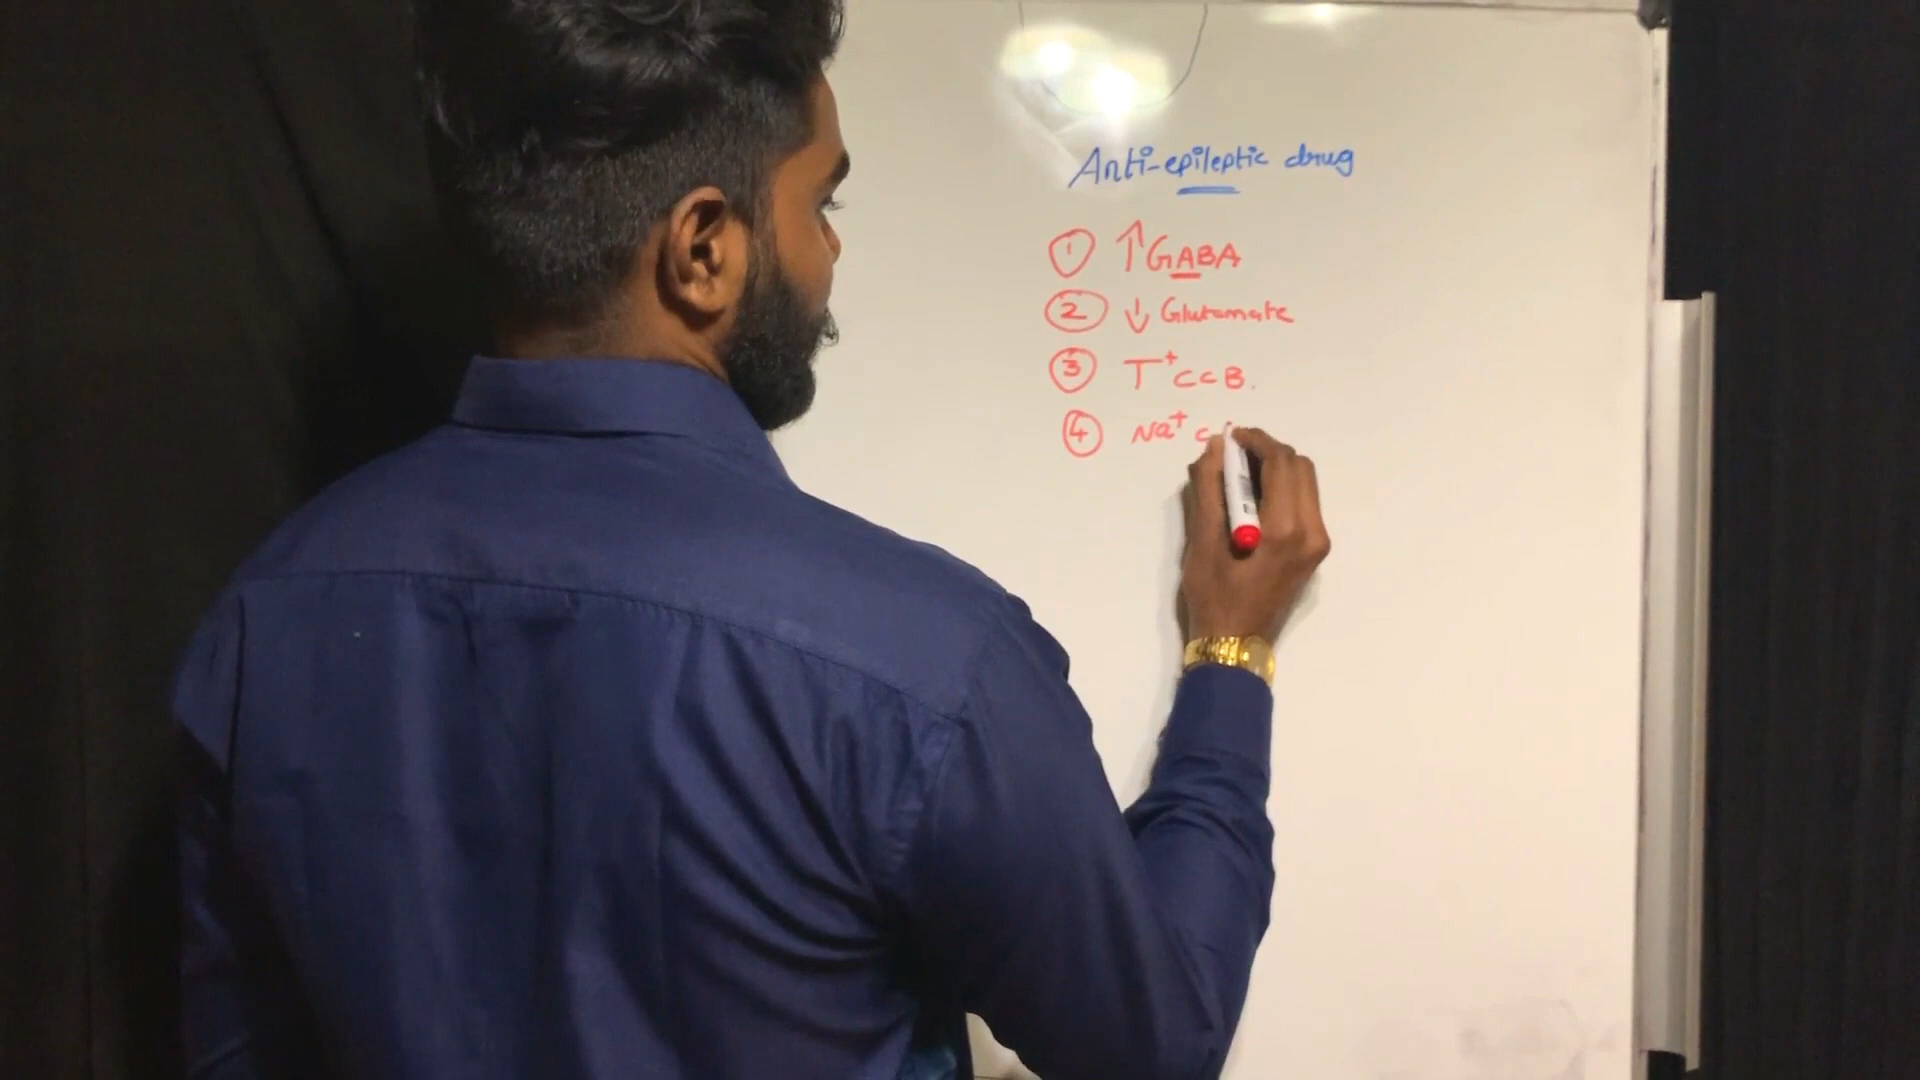 Anti-epileptic drug
① ↑GABA
② ↓ Glutamate
③ T⁺CCB.
④ Na⁺ c